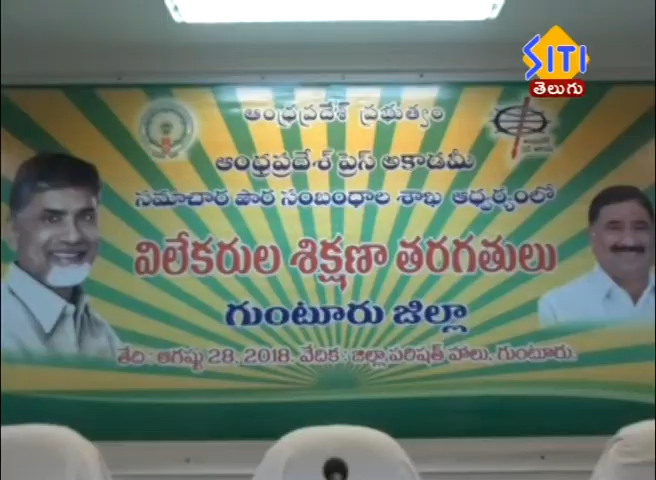 SITI
తెలుగు
ఆంధ్రప్రదేశ్ ప్రభుత్వం
ఆంధ్రప్రదేశ్ ప్రెస్ అకాడమీ
సమాచార పౌర సంబంధాల శాఖ ఆధ్వర్యంలో
విలేకరుల శిక్షణా తరగతులు
గుంటూరు జిల్లా
తేది: ఆగష్టు 28, 2018. వేదిక : జిల్లా పరిషత్ హాలు, గుంటూరు.